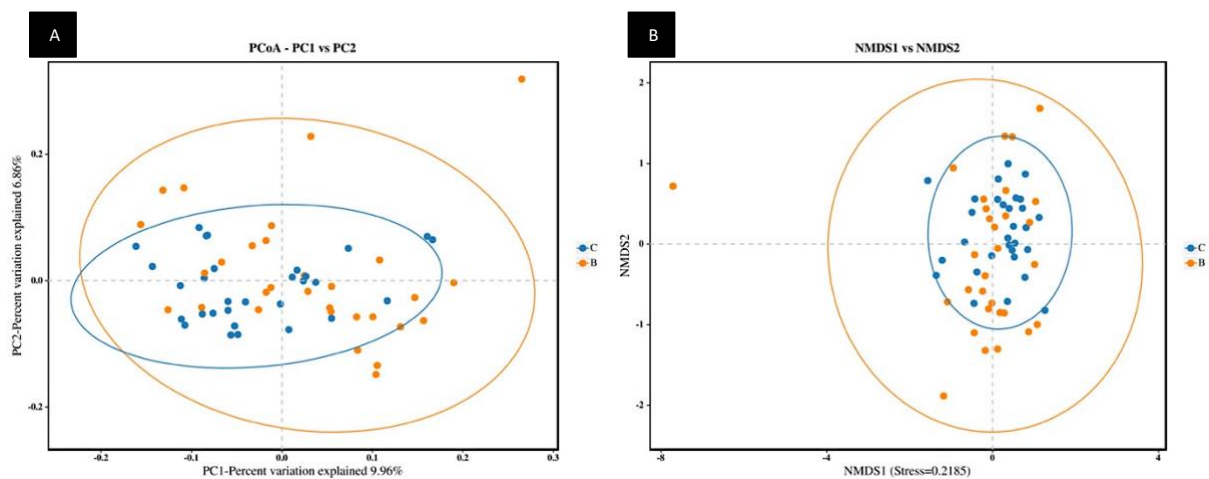 A
PCoA - PC1 vs PC2
PC2-Percent variation explained 6.86%
0.2
0.0
-0.2
-0.2
-0.1
0.0
0.1
0.2
0.3
PC1-Percent variation explained 9.96%
C
B
B
NMDS1 vs NMDS2
NMDS2
2
1
0
-1
-2
-8
-4
0
4
NMDS1 (Stress=0.2185)
C
B